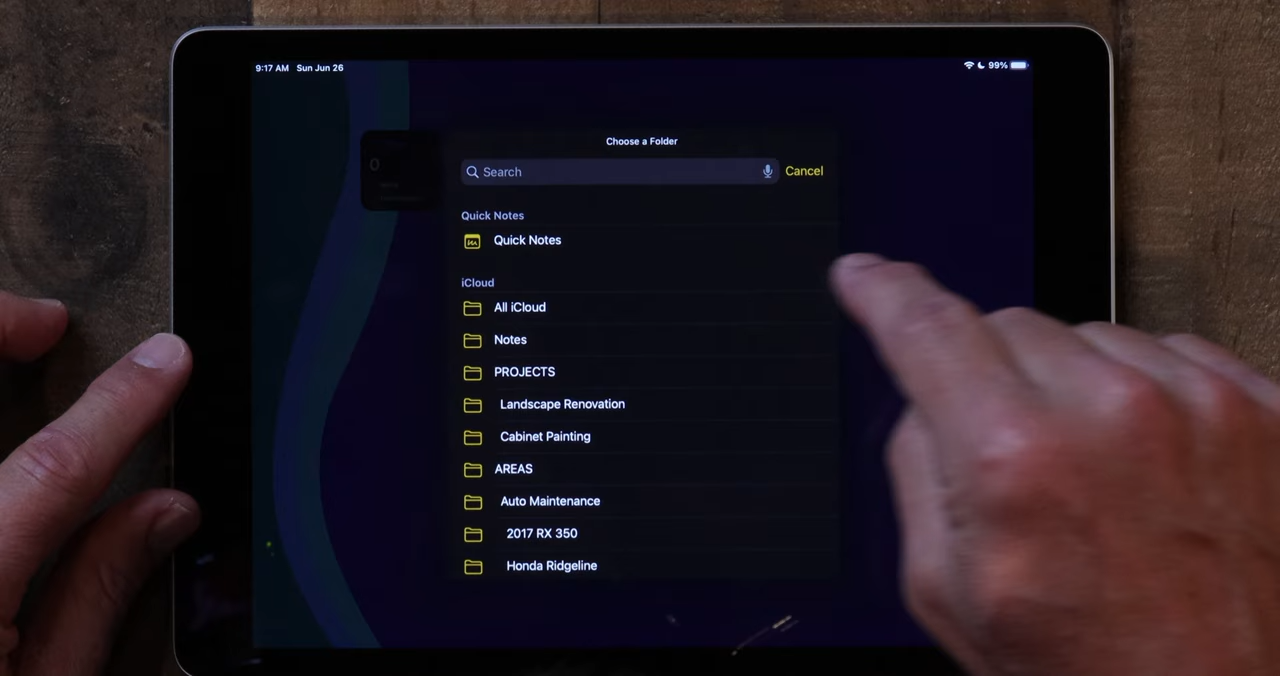 9:17 AM Sun Jun 26
99%
Choose a Folder
Search
Cancel
Quick Notes
Quick Notes
iCloud
All iCloud
Notes
PROJECTS
Landscape Renovation
Cabinet Painting
AREAS
Auto Maintenance
2017 RX 350
Honda Ridgeline
0